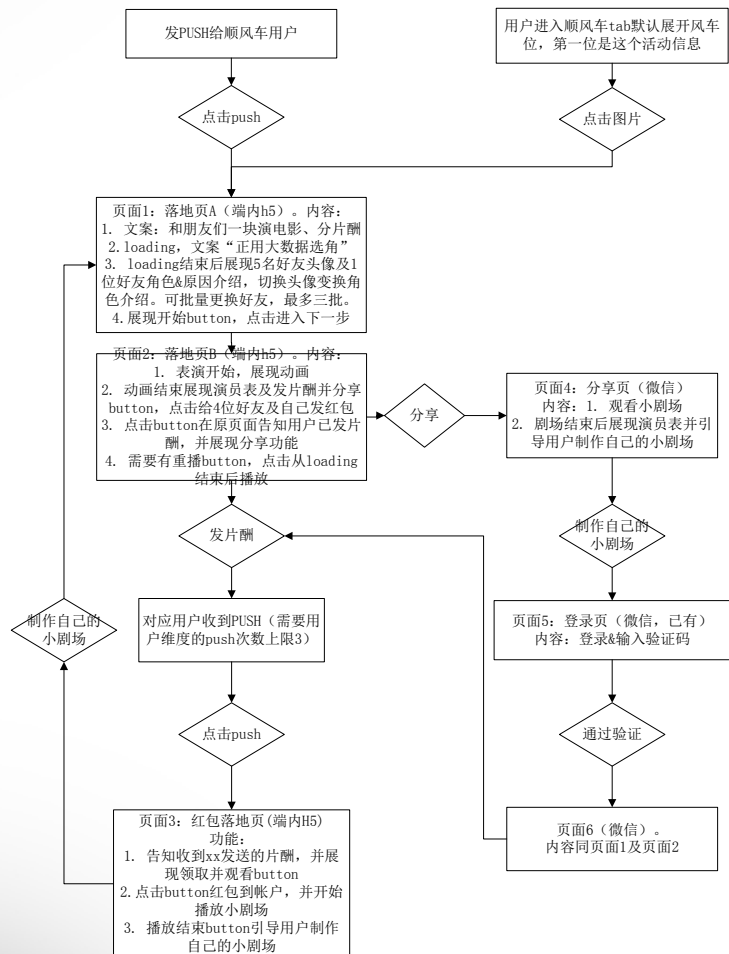 发PUSH给顺风车用户
用户进入顺风车tab默认展开风车
位，第一位是这个活动信息
点击push
点击图片
页面1：落地页A（端内h5）。内容：
1. 文案：和朋友们一块演电影、分片酬
2.loading，文案“正用大数据选角”
3. loading结束后展现5名好友头像及1
位好友角色&原因介绍，切换头像变换角
色介绍。可批量更换好友，最多三批。
4.展现开始button，点击进入下一步
页面2：落地页B（端内h5）。内容：
1. 表演开始，展现动画
2. 动画结束展现演员表及发片酬并分享
button，点击给4位好友及自己发红包
3. 点击button在原页面告知用户已发片
酬，并展现分享功能
4. 需要有重播button，点击从loading
结束后播放
分享
页面4：分享页（微信）
内容：1. 观看小剧场
2. 剧场结束后展现演员表并引
导用户制作自己的小剧场
发片酬
制作自己的
小剧场
制作自己的
小剧场
对应用户收到PUSH（需要用
户维度的push次数上限3）
页面5：登录页（微信，已有）
内容：登录&输入验证码
点击push
通过验证
页面3：红包落地页(端内H5)
功能：
1. 告知收到xx发送的片酬，并展
现领取并观看button
2.点击button红包到帐户，并开始
播放小剧场
3. 播放结束button引导用户制作
自己的小剧场
页面6（微信）。
内容同页面1及页面2